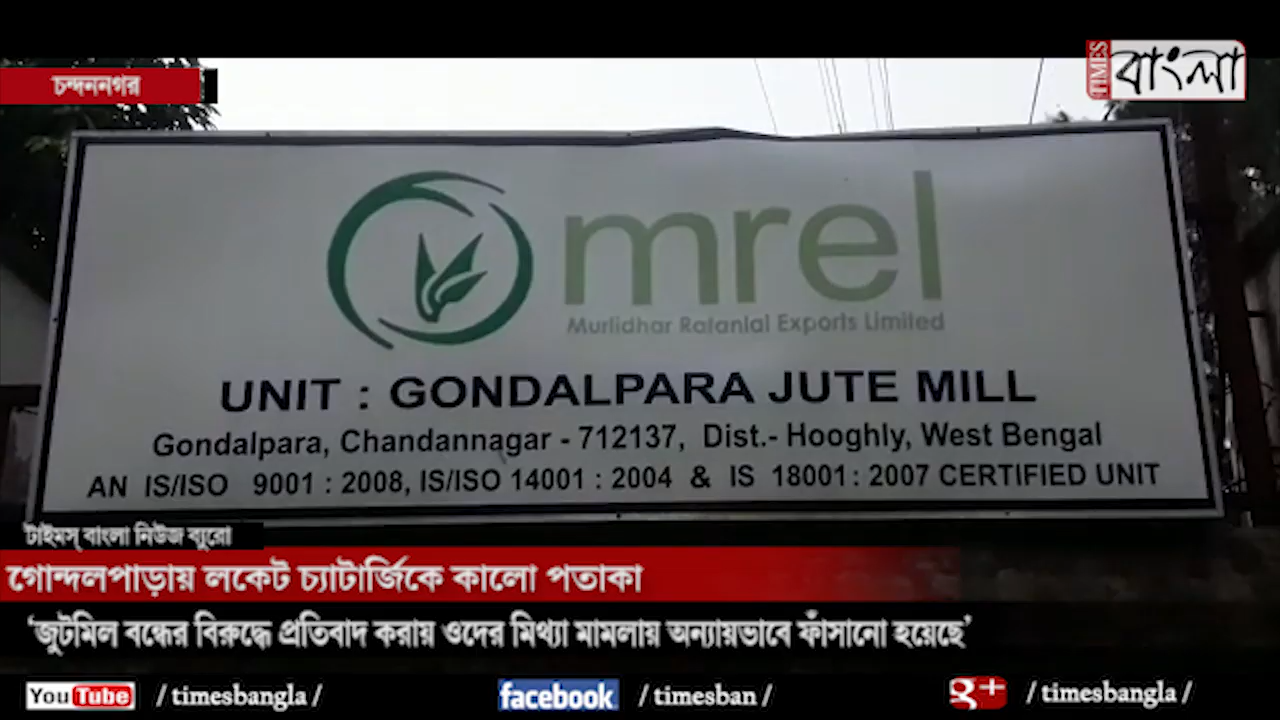 TIMES বাংলা
চন্দননগর
mrel
Murlidhar Ratanlal Exports Limited
UNIT : GONDALPARA JUTE MILL
Gondalpara, Chandannagar - 712137, Dist.- Hooghly, West Bengal
AN IS/ISO 9001 : 2008, IS/ISO 14001 : 2004 & IS 18001 : 2007 CERTIFIED UNIT
টাইমস্ বাংলা নিউজ ব্যুরো
গোন্দলপাড়ায় লকেট চ্যাটার্জিকে কালো পতাকা
‘জুটমিল বন্ধের বিরুদ্ধে প্রতিবাদ করায় ওদের মিথ্যা মামলায় অন্যায়ভাবে ফাঁসানো হয়েছে’
YouTube / timesbangla / facebook / timesban / g+ / timesbangla /